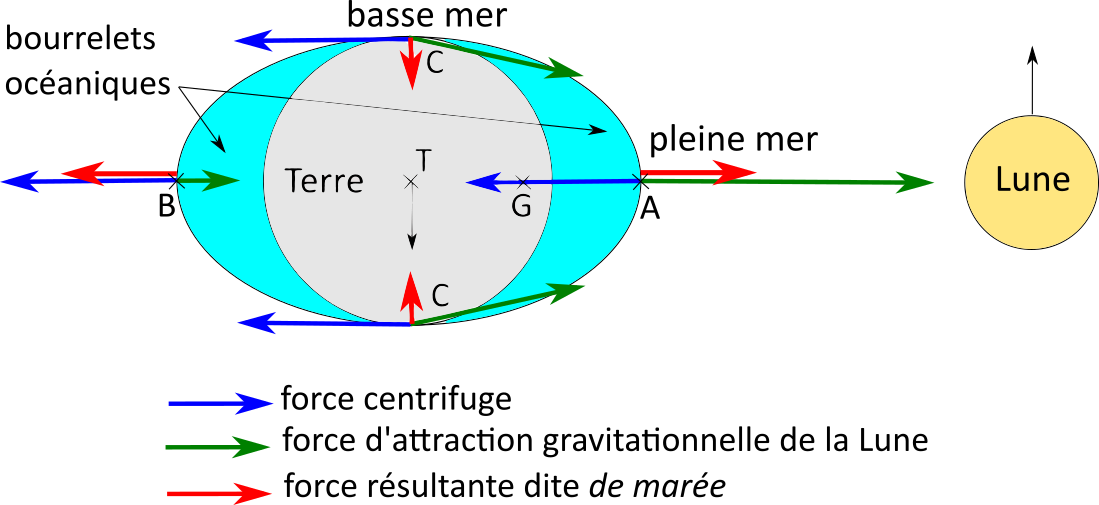 basse mer
bourrelets
océaniques
C
pleine mer
T
Terre
Lune
B
G
A
C
force centrifuge
force d'attraction gravitationnelle de la Lune
force résultante dite de marée